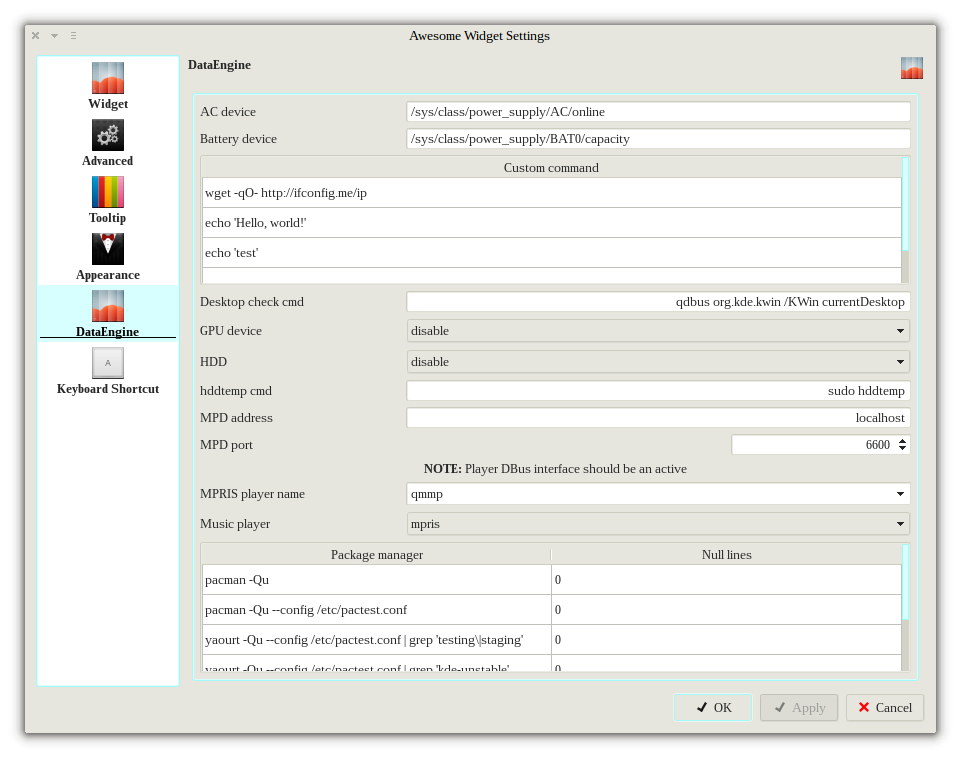 Awesome Widget Settings
Widget
Advanced
Tooltip
Appearance
DataEngine
A
Keyboard Shortcut
DataEngine
AC device /sys/class/power_supply/AC/online
Battery device /sys/class/power_supply/BAT0/capacity
Custom command
wget -qO- http://ifconfig.me/ip
echo 'Hello, world!'
echo 'test'
Desktop check cmd qdbus org.kde.kwin /KWin currentDesktop
GPU device disable
HDD disable
hddtemp cmd sudo hddtemp
MPD address localhost
MPD port 6600
NOTE: Player DBus interface should be an active
MPRIS player name qmmp
Music player mpris
Package manager Null lines
pacman -Qu 0
pacman -Qu --config /etc/pactest.conf 0
yaourt -Qu --config /etc/pactest.conf | grep 'testing\|staging' 0
yaourt -Qu --config /etc/pactest.conf | grep 'kde-unstable' 0
OK Apply Cancel